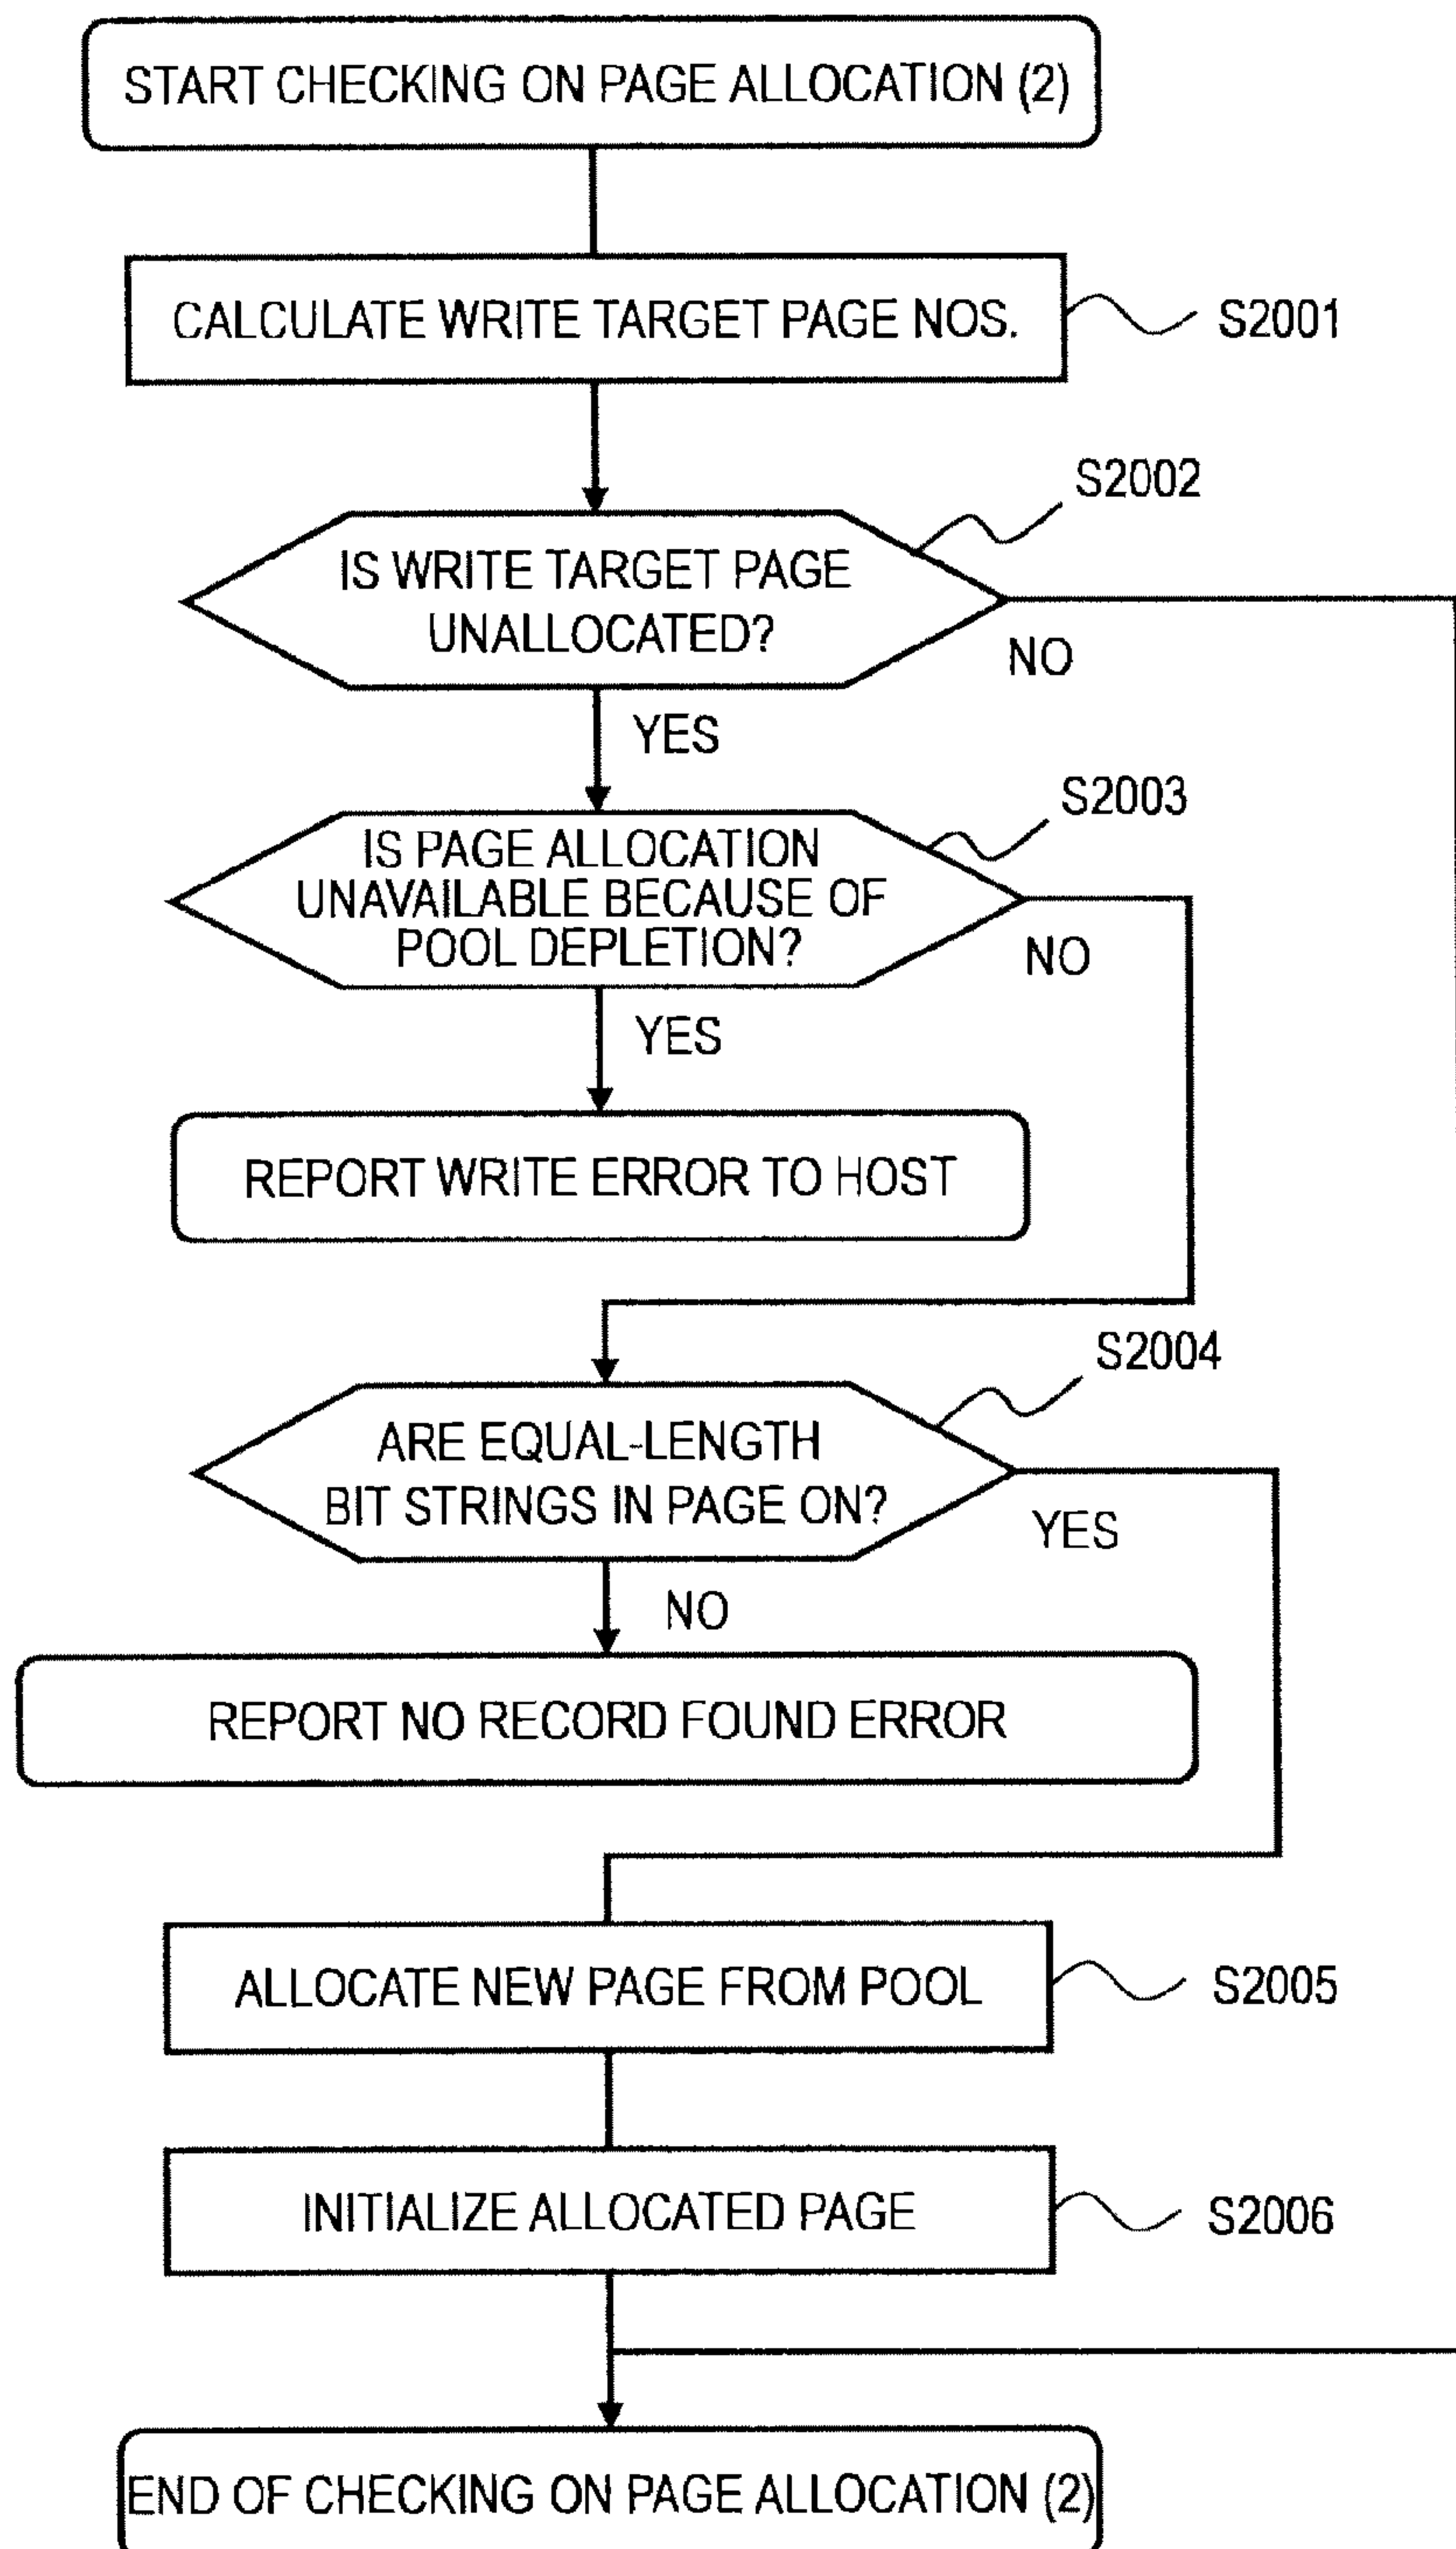 START CHECKING ON PAGE ALLOCATION (2)
CALCULATE WRITE TARGET PAGE NOS.
S2001
S2002
IS WRITE TARGET PAGE
UNALLOCATED?
NO
YES
S2003
IS PAGE ALLOCATION
UNAVAILABLE BECAUSE OF
POOL DEPLETION?
NO
YES
REPORT WRITE ERROR TO HOST
S2004
ARE EQUAL-LENGTH
BIT STRINGS IN PAGE ON?
YES
NO
REPORT NO RECORD FOUND ERROR
ALLOCATE NEW PAGE FROM POOL
S2005
INITIALIZE ALLOCATED PAGE
S2006
END OF CHECKING ON PAGE ALLOCATION (2)